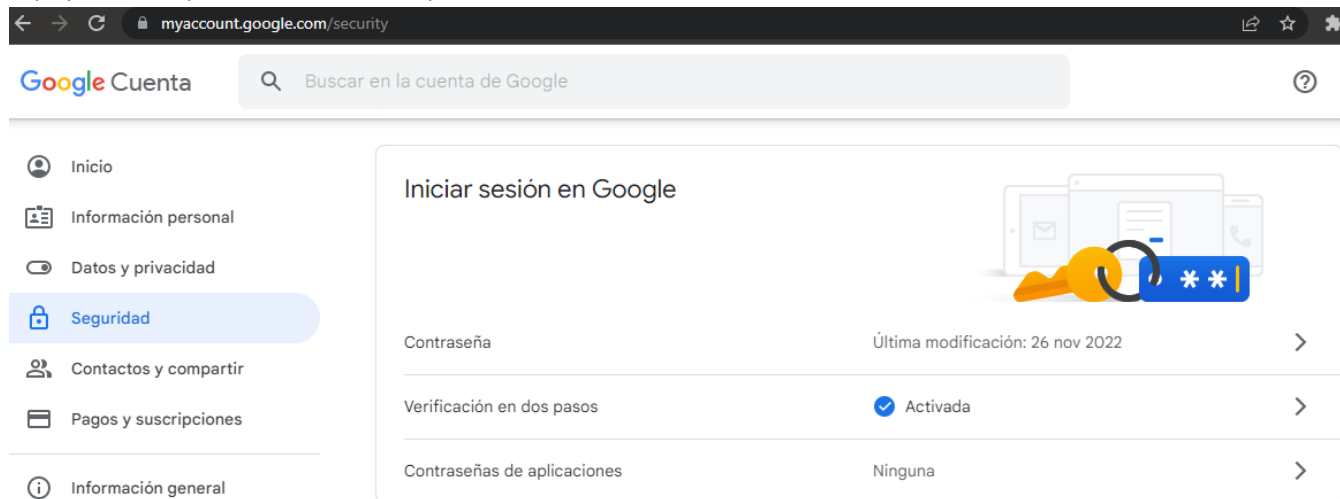 myaccount.google.com/security
Google Cuenta
Buscar en la cuenta de Google
Inicio
Información personal
Datos y privacidad
Seguridad
Contactos y compartir
Pagos y suscripciones
Información general
Iniciar sesión en Google
**
Contraseña Última modificación: 26 nov 2022
Verificación en dos pasos Activada
Contraseñas de aplicaciones Ninguna